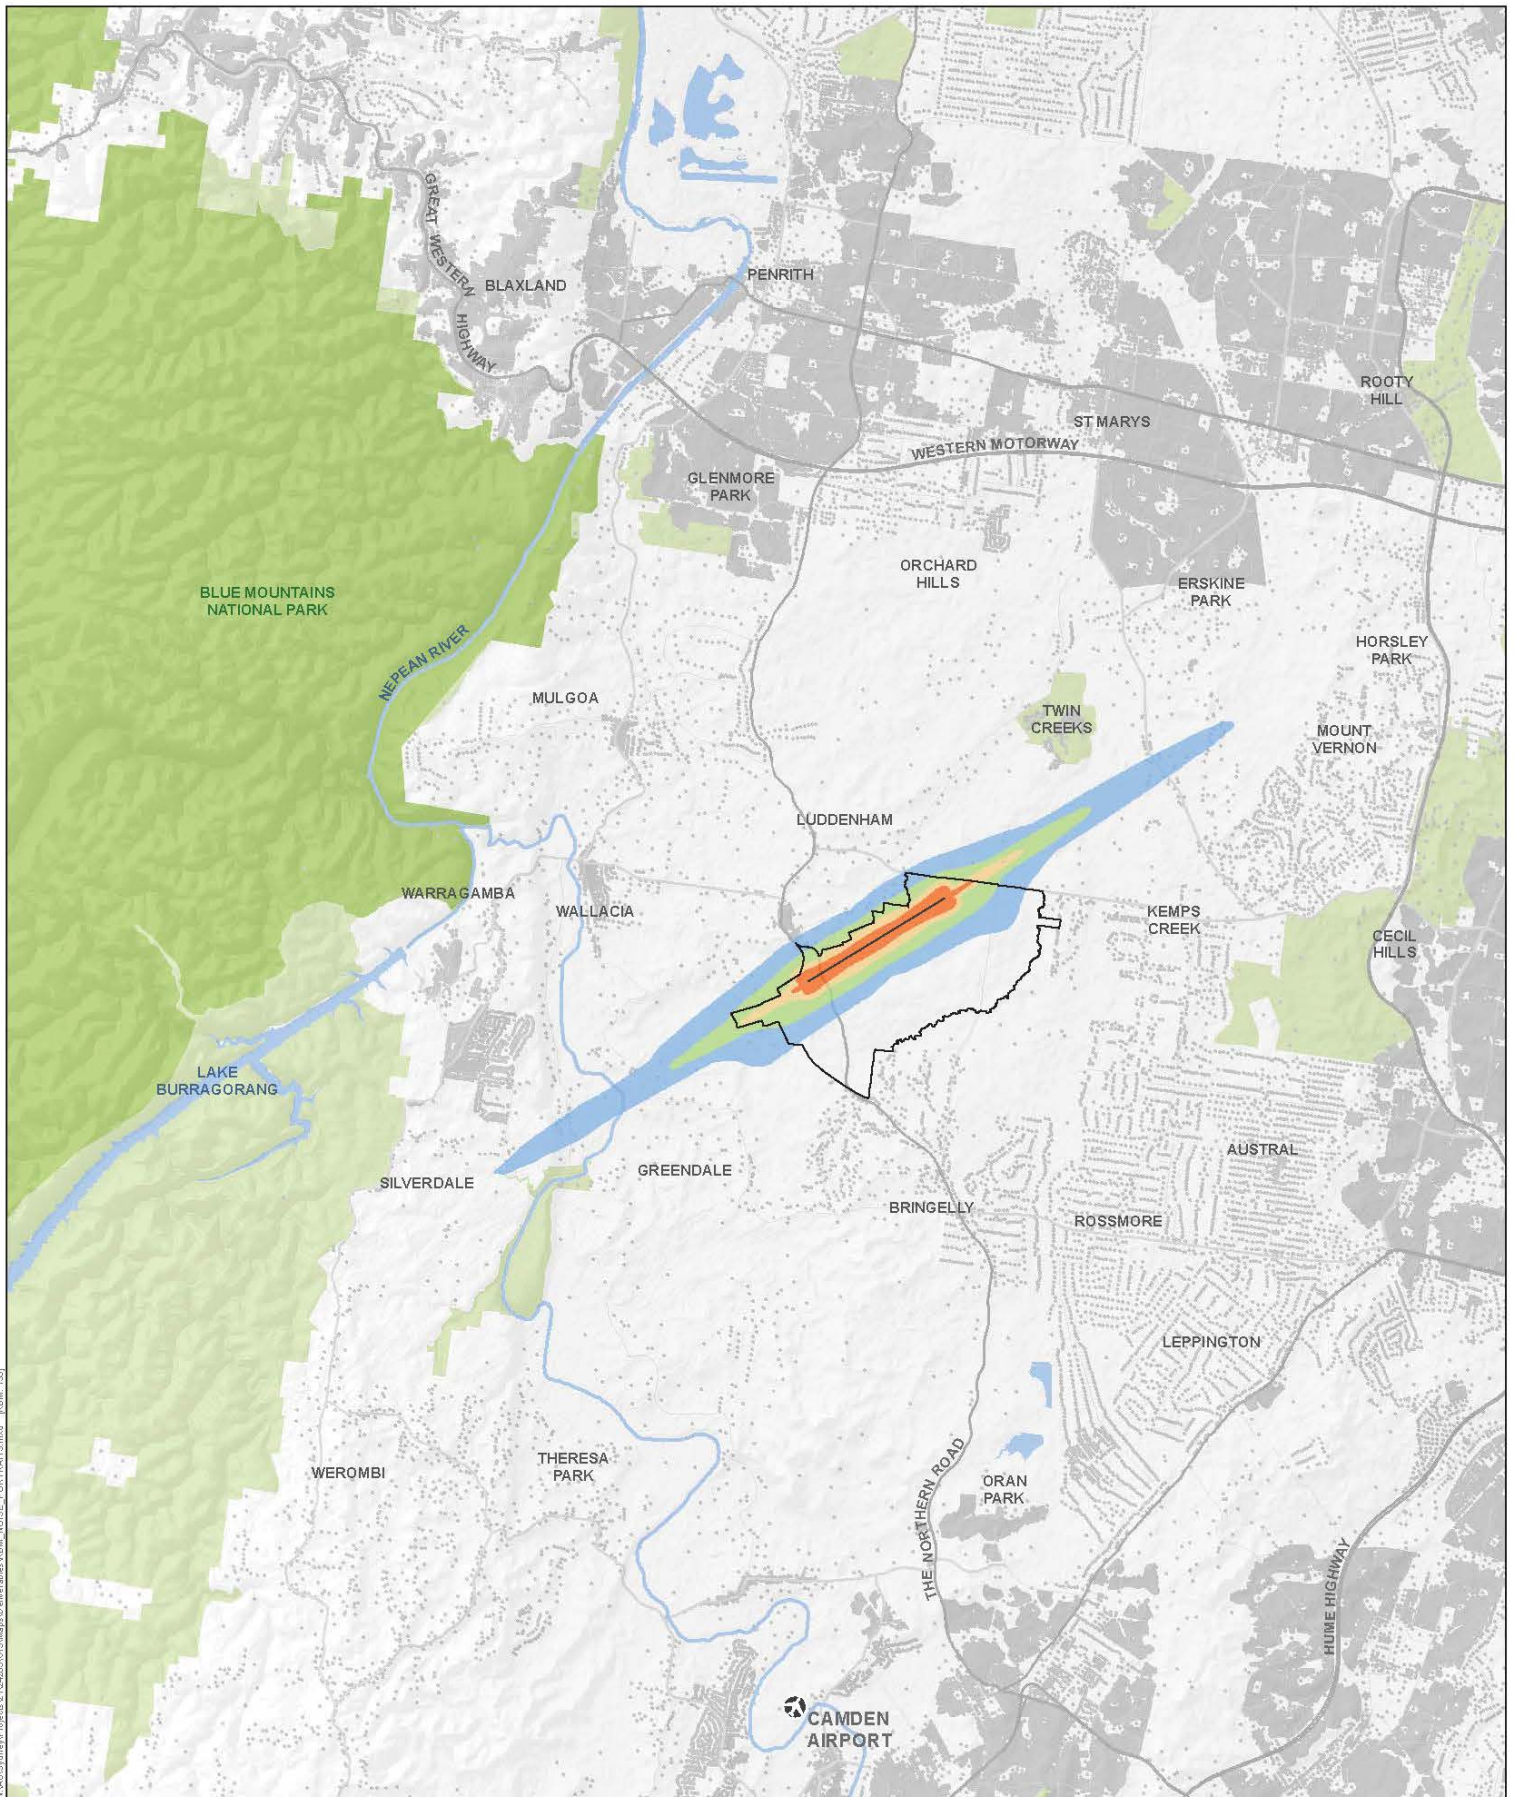 GREAT WESTERN HIGHWAY
BLAXLAND
PENRITH
ROOTY
HILL
ST MARYS
WESTERN MOTORWAY
GLENMORE
PARK
ORCHARD
HILLS
ERSKINE
PARK
BLUE MOUNTAINS
NATIONAL PARK
NEPEAN RIVER
HORSLEY
PARK
MULGOA
TWIN
CREEKS
MOUNT
VERNON
LUDDENHAM
WARRAGAMBA
WALLACIA
KEMPS
CREEK
CECIL
HILLS
LAKE
BURRAGORANG
SILVERDALE
GREENDALE
AUSTRAL
BRINGELLY
ROSSMORE
LEPPINGTON
WEROMBI
THERESA
PARK
THE NORTHERN ROAD
ORAN
PARK
HUME HIGHWAY
CAMDEN
AIRPORT